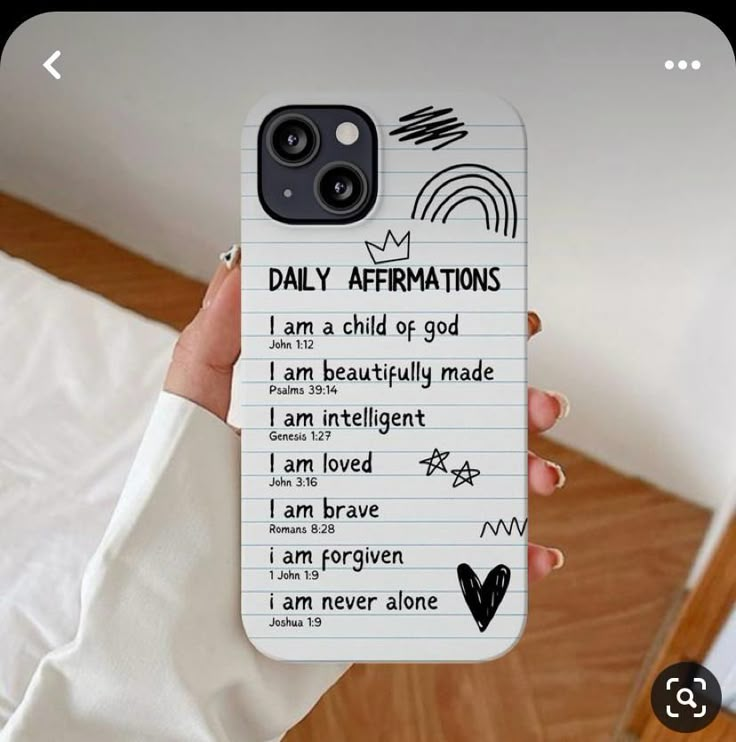 DAILY AFFIRMATIONS
I am a child of god
John 1:12
I am beautifully made
Psalms 39:14
I am intelligent
Genesis 1:27
I am loved
John 3:16
I am brave
Romans 8:28
i am forgiven
1 John 1:9
i am never alone
Joshua 1:9